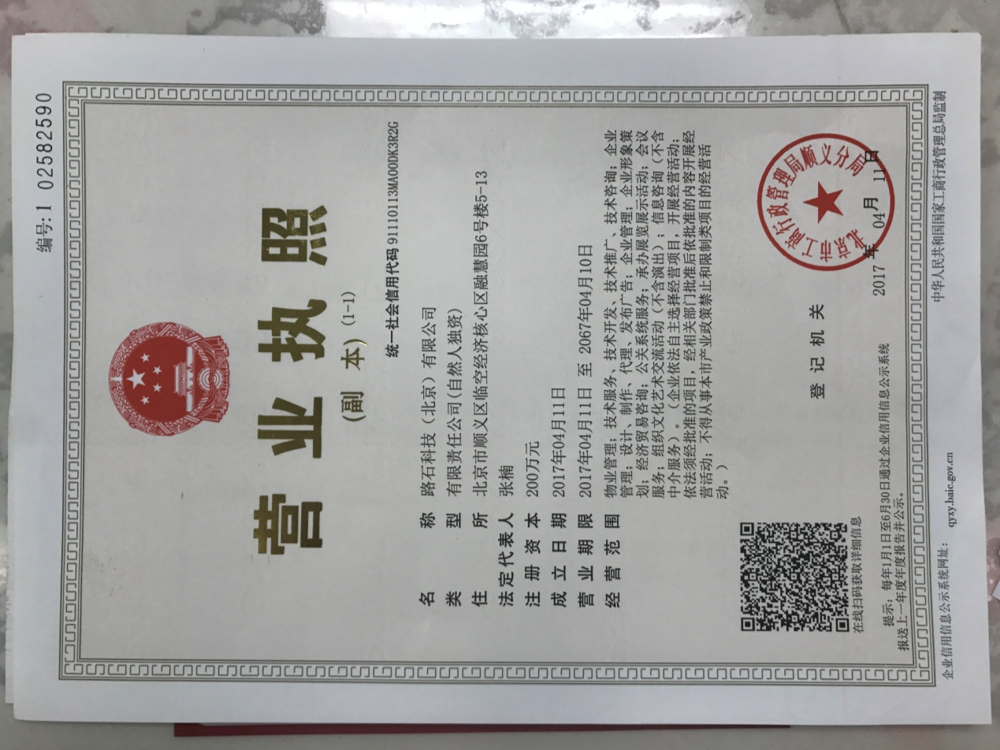 编号:1 02582590
营业执照
(副 本)(1-1)
统一社会信用代码 91110113MA00DK3R2G
名称 路石科技（北京）有限公司
类型 有限责任公司(自然人独资)
住所 北京市顺义区临空经济核心区融慧园6号楼5-13
法定代表人 张楠
注册资本 200万元
成立日期 2017年04月11日
营业期限 2017年04月11日 至 2067年04月10日
经营范围 物业管理；技术服务、技术开发、技术推广、技术咨询；企业
管理；设计、制作、代理、发布广告；企业管理；企业形象策
划；经济贸易咨询；公关系统服务；承办展览展示活动；会议
服务；组织文化艺术交流活动（不含演出）；信息咨询（不含
中介服务）。（企业依法自主选择经营项目，开展经营活动；
依法须经批准的项目，经相关部门批准后依批准的内容开展经
营活动；不得从事本市产业政策禁止和限制类项目的经营活
动。）
在线扫码获取详细信息
登记机关
北京市工商行政管理局顺义分局
2017年 04月 11日
提示：每年1月1日至6月30日通过企业信用信息公示系统
报送上一年度年度报告并公示。
企业信用信息公示系统网址： qyxy.baic.gov.cn
中华人民共和国国家工商行政管理总局监制